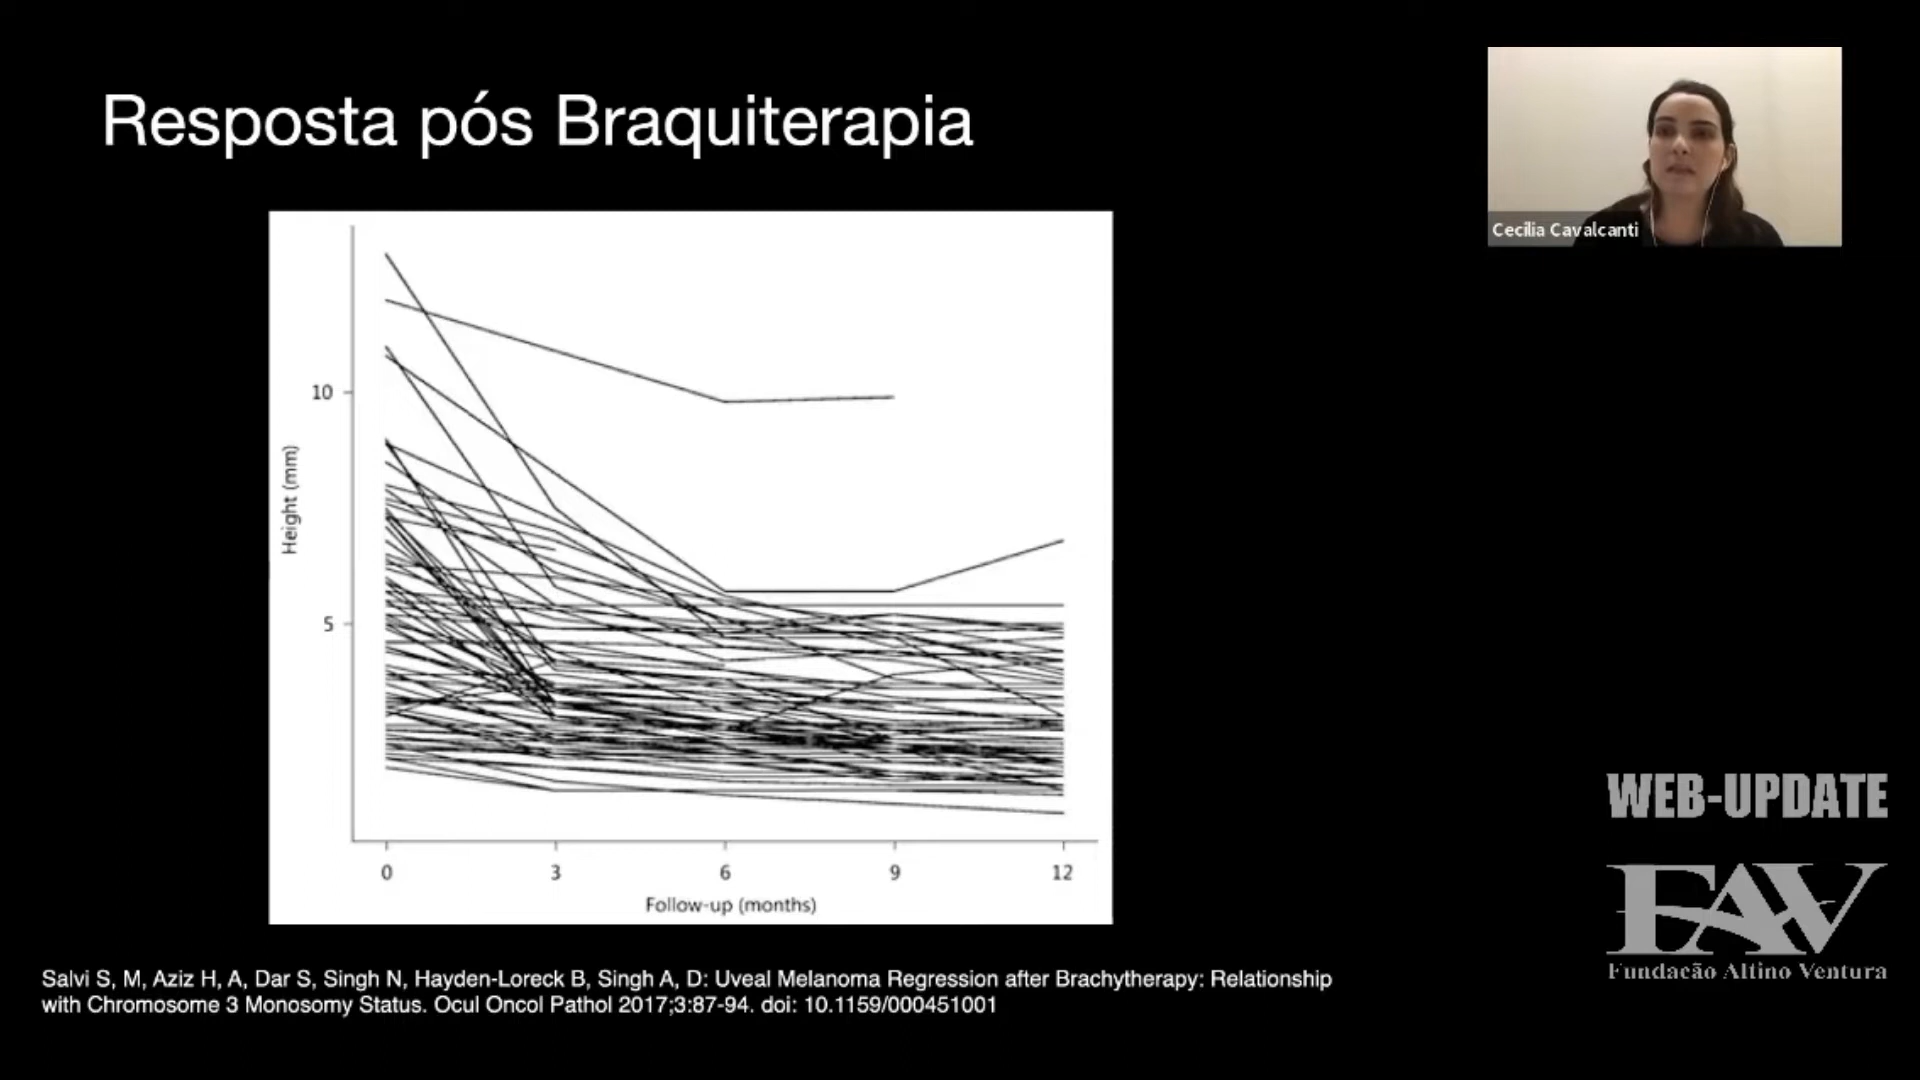 Resposta pós Braquiterapia
Cecilia Cavalcanti
10
5
Height (mm)
0 3 6 9 12
Follow-up (months)
WEB-UPDATE
FAV
Fundação Altino Ventura
Salvi S, M, Aziz H, A, Dar S, Singh N, Hayden-Loreck B, Singh A, D: Uveal Melanoma Regression after Brachytherapy: Relationship
with Chromosome 3 Monosomy Status. Ocul Oncol Pathol 2017;3:87-94. doi: 10.1159/000451001